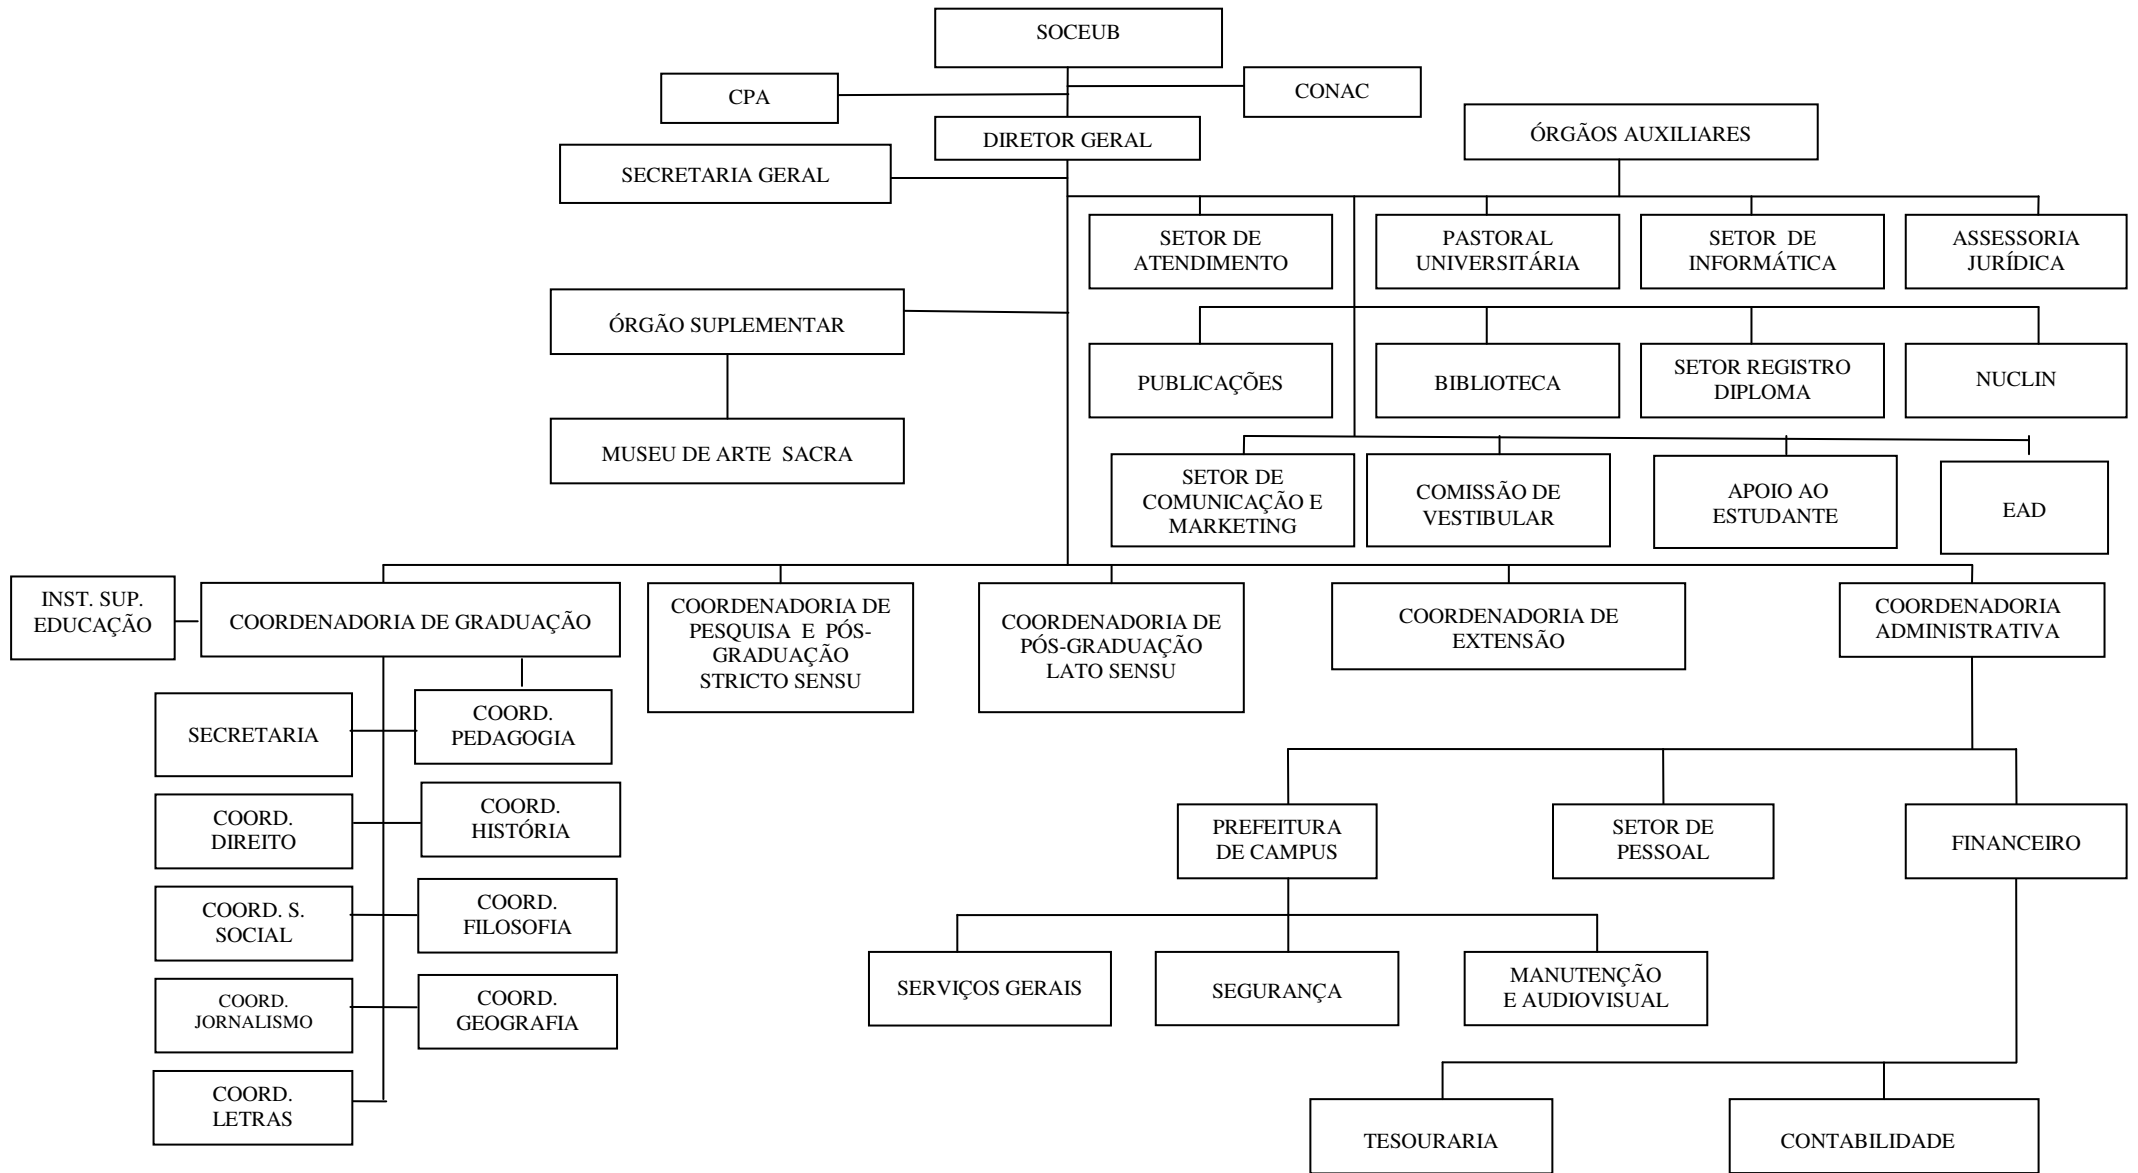 SOCEUB
CPA
CONAC
DIRETOR GERAL
ÓRGÃOS AUXILIARES
SECRETARIA GERAL
SETOR DE
ATENDIMENTO
PASTORAL
UNIVERSITÁRIA
SETOR DE
INFORMÁTICA
ASSESSORIA
JURÍDICA
ÓRGÃO SUPLEMENTAR
PUBLICAÇÕES
BIBLIOTECA
SETOR REGISTRO
DIPLOMA
NUCLIN
MUSEU DE ARTE SACRA
SETOR DE
COMUNICAÇÃO E
MARKETING
COMISSÃO DE
VESTIBULAR
APOIO AO
ESTUDANTE
EAD
INST. SUP.
EDUCAÇÃO
COORDENADORIA DE GRADUAÇÃO
COORDENADORIA DE
PESQUISA E PÓS-
GRADUAÇÃO
STRICTO SENSU
COORDENADORIA DE
PÓS-GRADUAÇÃO
LATO SENSU
COORDENADORIA DE
EXTENSÃO
COORDENADORIA
ADMINISTRATIVA
SECRETARIA
COORD.
PEDAGOGIA
COORD.
DIREITO
COORD.
HISTÓRIA
PREFEITURA
DE CAMPUS
SETOR DE
PESSOAL
FINANCEIRO
COORD. S.
SOCIAL
COORD.
FILOSOFIA
COORD.
JORNALISMO
COORD.
GEOGRAFIA
SERVIÇOS GERAIS
SEGURANÇA
MANUTENÇÃO
E AUDIOVISUAL
COORD.
LETRAS
TESOURARIA
CONTABILIDADE